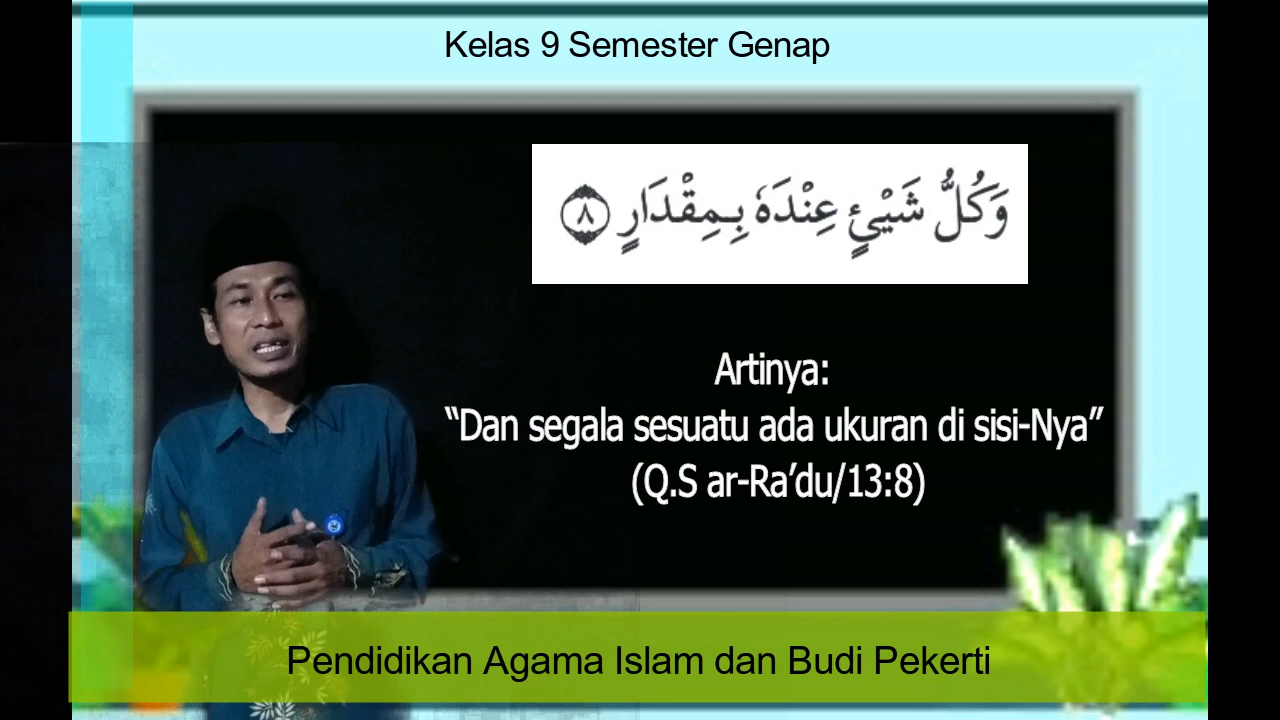 Kelas 9 Semester Genap
وَكُلُّ شَيْئٍ عِنْدَهٗ بِمِقْدَارٍ ٨
Artinya:
“Dan segala sesuatu ada ukuran di sisi-Nya”
(Q.S ar-Ra’du/13:8)
Pendidikan Agama Islam dan Budi Pekerti